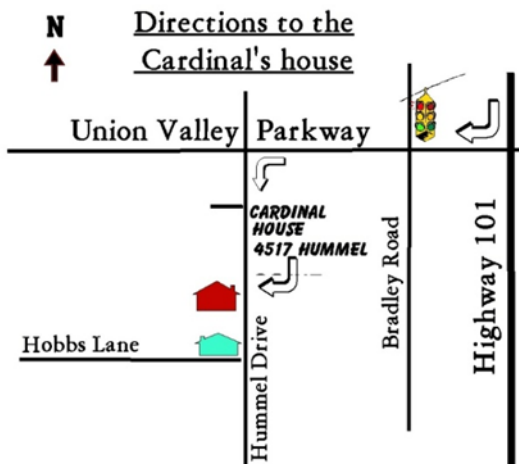 N
Directions to the
Cardinal's house
Union Valley Parkway
CARDINAL
HOUSE
4517 HUMMEL
Hobbs Lane
Hummel Drive
Bradley Road
Highway 101